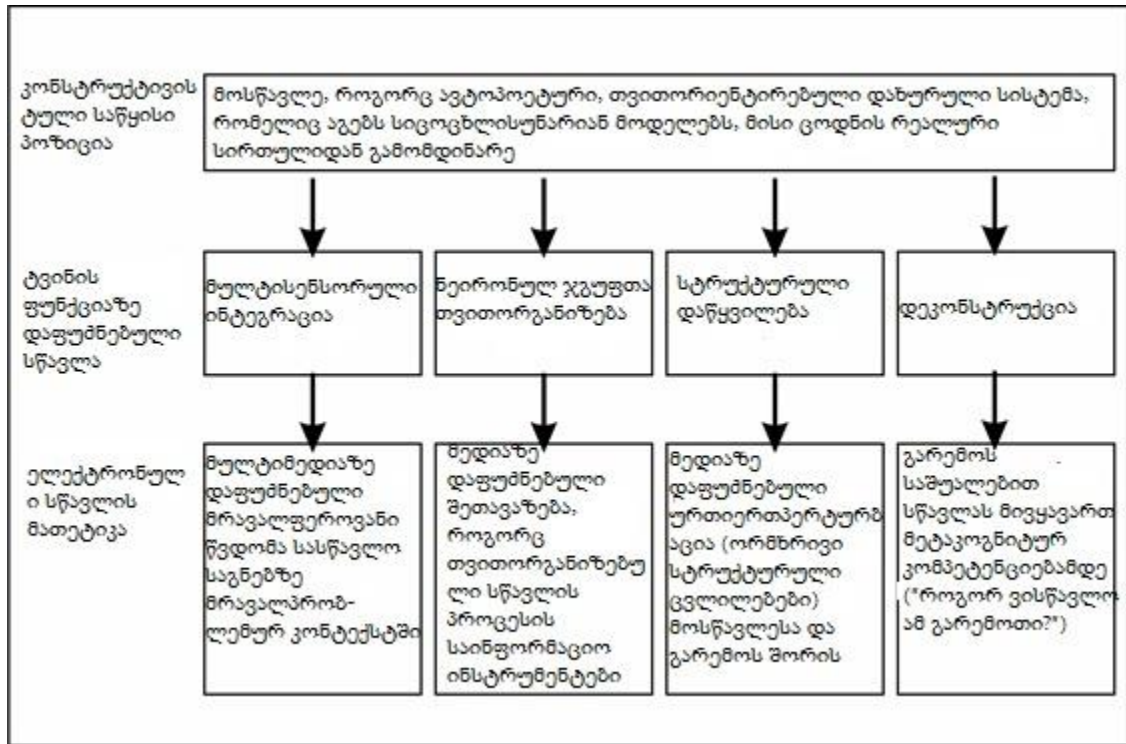 კონსტრუქტივის
ტული საწყისი
პოზიცია
მოსწავლე, როგორც ავტოპოეტური, თვითორიენტირებული დახურული სისტემა,
რომელიც აგებს სიცოცხლისუნარიან მოდელებს, მისი ცოდნის რეალური
სირთულიდან გამომდინარე
ტვინის
ფუნქციაზე
დაფუძნებული
სწავლა
მულტისენსორული
ინტეგრაცია
ნეირონულ ჯგუფთა
თვითორგანიზება
სტრუქტურული
დაწყვილება
დეკონსტრუქცია
ელექტრონულ
ი სწავლის
მათეტიკა
მულტიმედიაზე
დაფუძნებული
მრავალფეროვანი
წვდომა სასწავლო
საგნებზე
მრავალპრობ-
ლემურ კონტექსტში
მედიაზე
დაფუძნებული
შეთავაზება,
როგორც
თვითორგანიზებუ
ლი სწავლის
პროცესის
საინფორმაციო
ინსტრუმენტები
მედიაზე
დაფუძნებული
ურთიერთპერტურბ
აცია (ორმხრივი
სტრუქტურული
ცვლილებები)
მოსწავლესა და
გარემოს შორის
გარემოს
საშუალებით
სწავლას მივყავართ
მეტაკოგნიტურ
კომპეტენციებამდე
("როგორ ვისწავლო
ამ გარემოთი?")